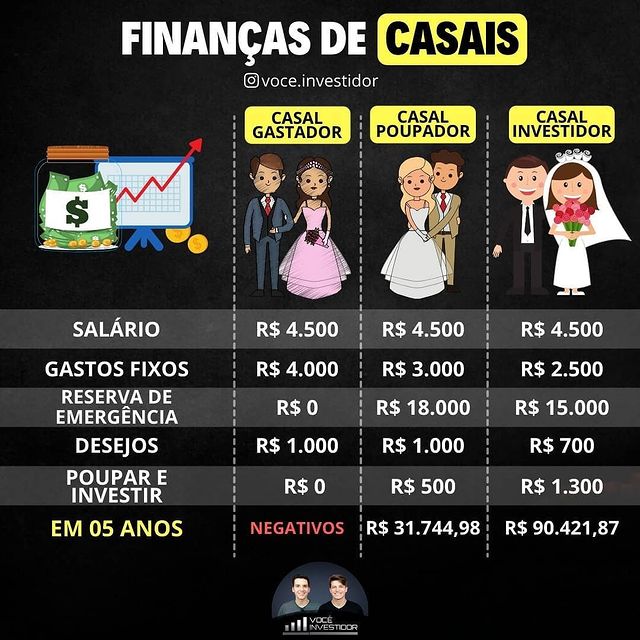 FINANÇAS DE CASAIS
voce.investidor
CASAL GASTADOR
CASAL POUPADOR
CASAL INVESTIDOR
$
$
$
$
SALÁRIO R$ 4.500 R$ 4.500 R$ 4.500
GASTOS FIXOS R$ 4.000 R$ 3.000 R$ 2.500
RESERVA DE EMERGÊNCIA R$ 0 R$ 18.000 R$ 15.000
DESEJOS R$ 1.000 R$ 1.000 R$ 700
POUPAR E INVESTIR R$ 0 R$ 500 R$ 1.300
EM 05 ANOS NEGATIVOS R$ 31.744,98 R$ 90.421,87
VOCÊ
INVESTIDOR